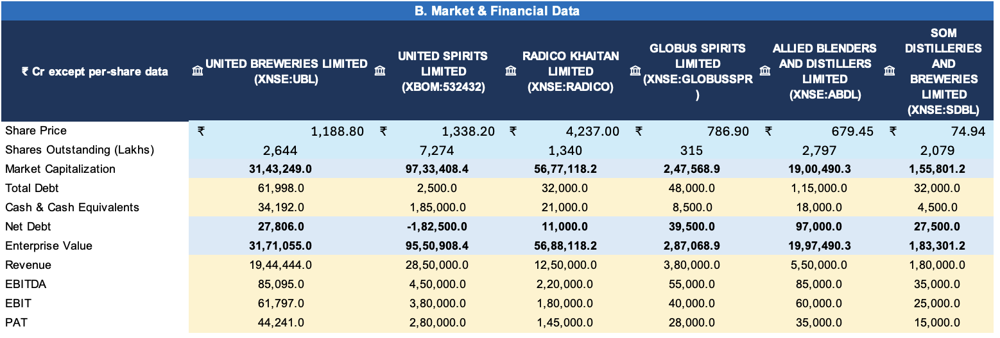 B. Market & Financial Data
₹ Cr except per-share data
UNITED BREWERIES LIMITED
(XNSE:UBL)
UNITED SPIRITS
LIMITED
(XBOM:532432)
RADICO KHAITAN
LIMITED
(XNSE:RADICO)
GLOBUS SPIRITS
LIMITED
(XNSE:GLOBUSSPR
)
ALLIED BLENDERS
AND DISTILLERS
LIMITED
(XNSE:ABDL)
SOM
DISTILLERIES
AND
BREWERIES
LIMITED
(XNSE:SDBL)
Share Price ₹ 1,188.80 ₹ 1,338.20 ₹ 4,237.00 ₹ 786.90 ₹ 679.45 ₹ 74.94
Shares Outstanding (Lakhs) 2,644 7,274 1,340 315 2,797 2,079
Market Capitalization 31,43,249.0 97,33,408.4 56,77,118.2 2,47,568.9 19,00,490.3 1,55,801.2
Total Debt 61,998.0 2,500.0 32,000.0 48,000.0 1,15,000.0 32,000.0
Cash & Cash Equivalents 34,192.0 1,85,000.0 21,000.0 8,500.0 18,000.0 4,500.0
Net Debt 27,806.0 -1,82,500.0 11,000.0 39,500.0 97,000.0 27,500.0
Enterprise Value 31,71,055.0 95,50,908.4 56,88,118.2 2,87,068.9 19,97,490.3 1,83,301.2
Revenue 19,44,444.0 28,50,000.0 12,50,000.0 3,80,000.0 5,50,000.0 1,80,000.0
EBITDA 85,095.0 4,50,000.0 2,20,000.0 55,000.0 85,000.0 35,000.0
EBIT 61,797.0 3,80,000.0 1,80,000.0 40,000.0 60,000.0 25,000.0
PAT 44,241.0 2,80,000.0 1,45,000.0 28,000.0 35,000.0 15,000.0